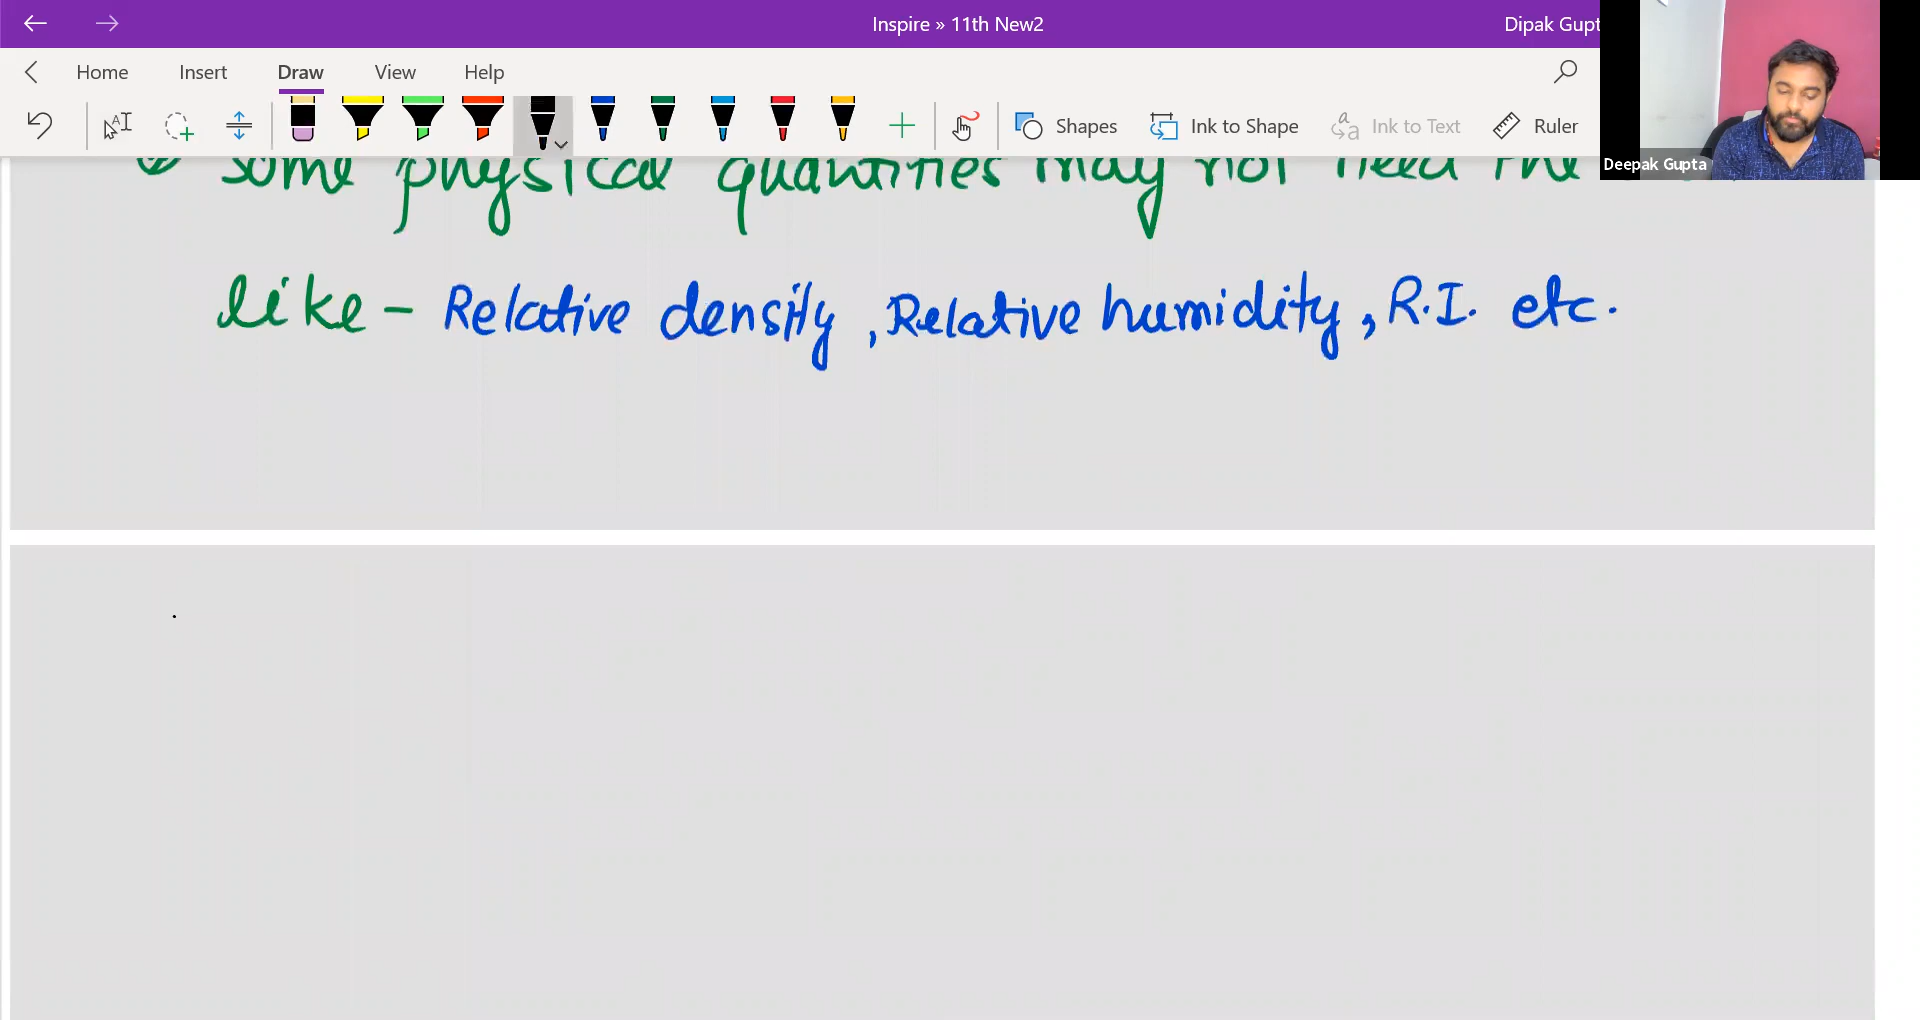 Inspire » 11th New2
Dipak Gupt
Home Insert Draw View Help
Shapes Ink to Shape Ink to Text Ruler
Deepak Gupta
some physical quantities may not need the
like - Relative density, Relative humidity, R.I. etc.